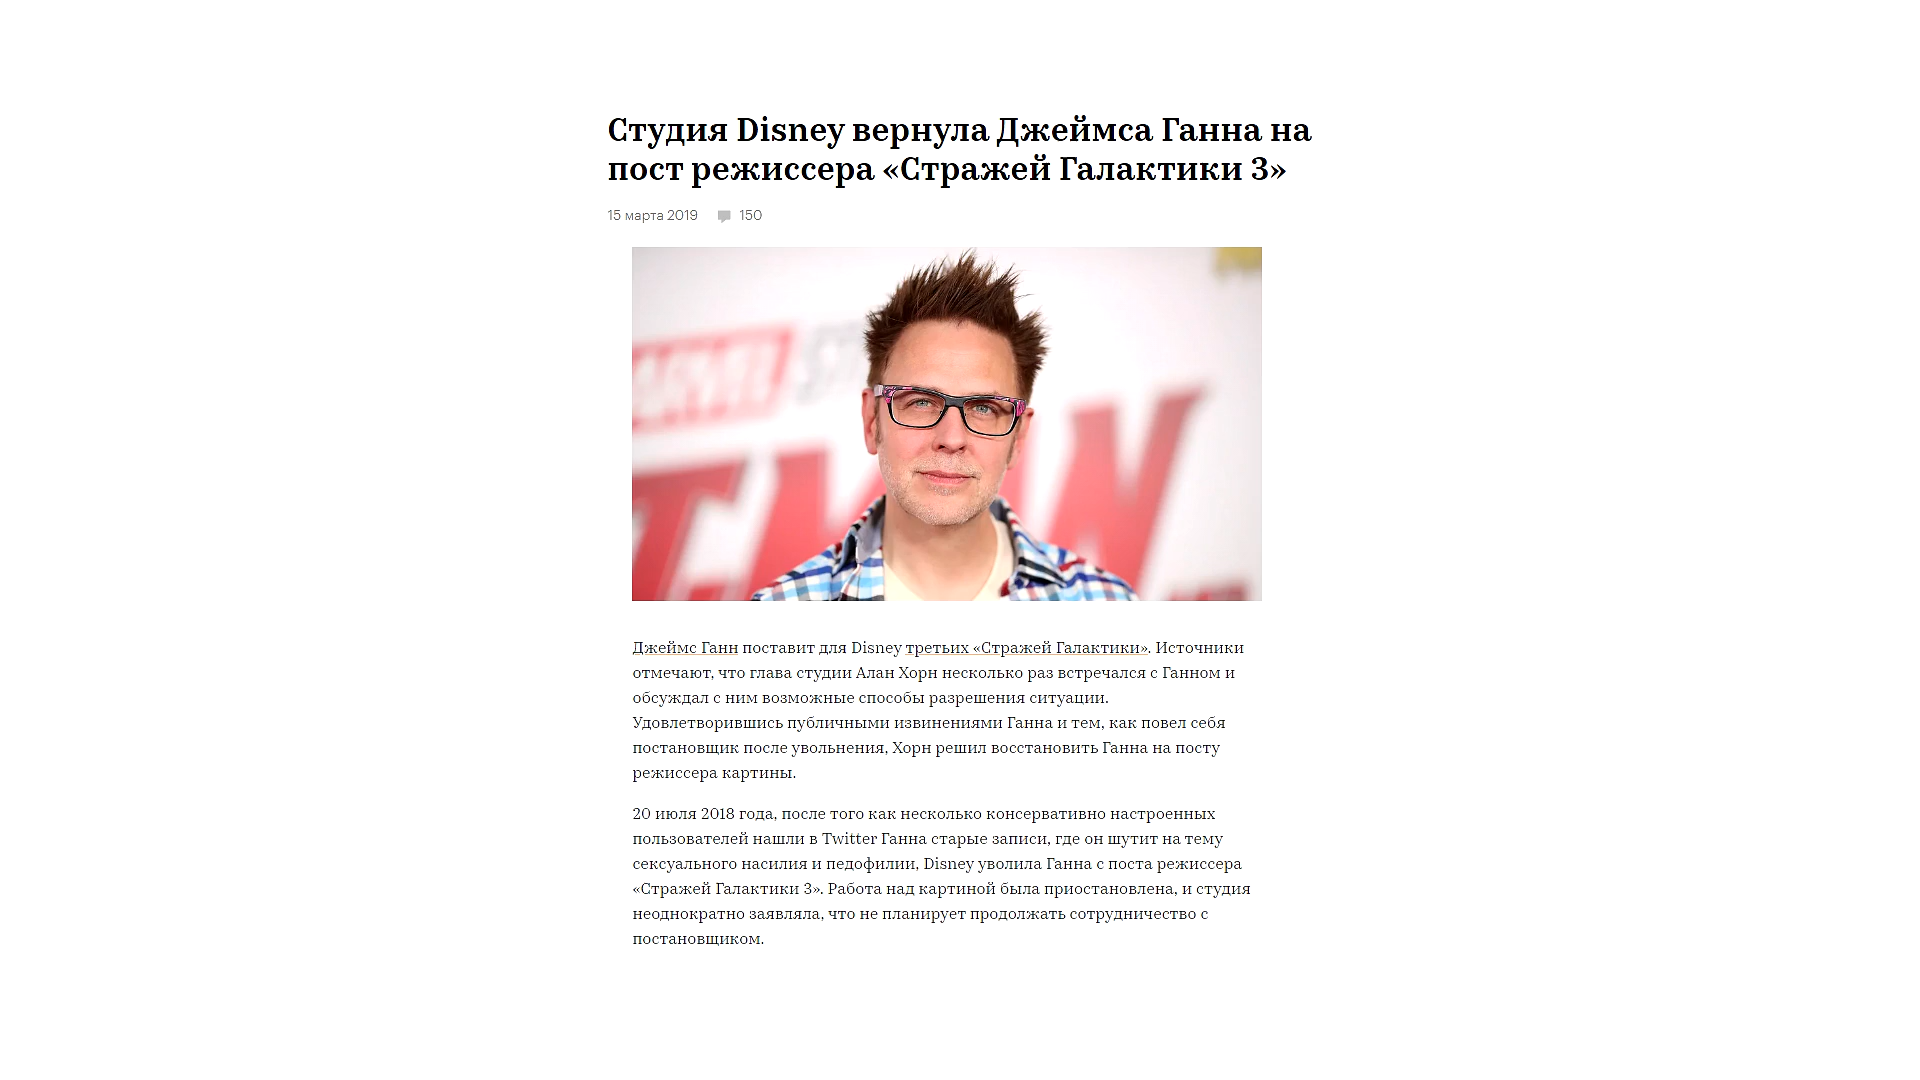 Студия Disney вернула Джеймса Ганна на
пост режиссера «Стражей Галактики 3»
15 марта 2019 150
Джеймс Ганн поставит для Disney третьих «Стражей Галактики». Источники
отмечают, что глава студии Алан Хорн несколько раз встречался с Ганном и
обсуждал с ним возможные способы разрешения ситуации.
Удовлетворившись публичными извинениями Ганна и тем, как повел себя
постановщик после увольнения, Хорн решил восстановить Ганна на посту
режиссера картины.
20 июля 2018 года, после того как несколько консервативно настроенных
пользователей нашли в Twitter Ганна старые записи, где он шутит на тему
сексуального насилия и педофилии, Disney уволила Ганна с поста режиссера
«Стражей Галактики 3». Работа над картиной была приостановлена, и студия
неоднократно заявляла, что не планирует продолжать сотрудничество с
постановщиком.